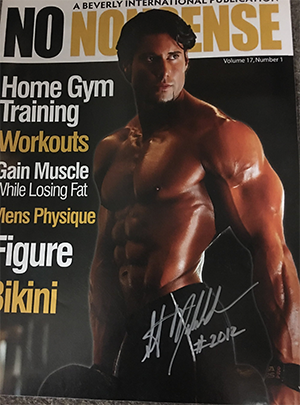 A BEVERLY INTERNATIONAL PUBLICATION
NO NONSENSE
Volume 17, Number 1
Home Gym
Training
Workouts
Gain Muscle
While Losing Fat
Mens Physique
Figure
Bikini
#2012